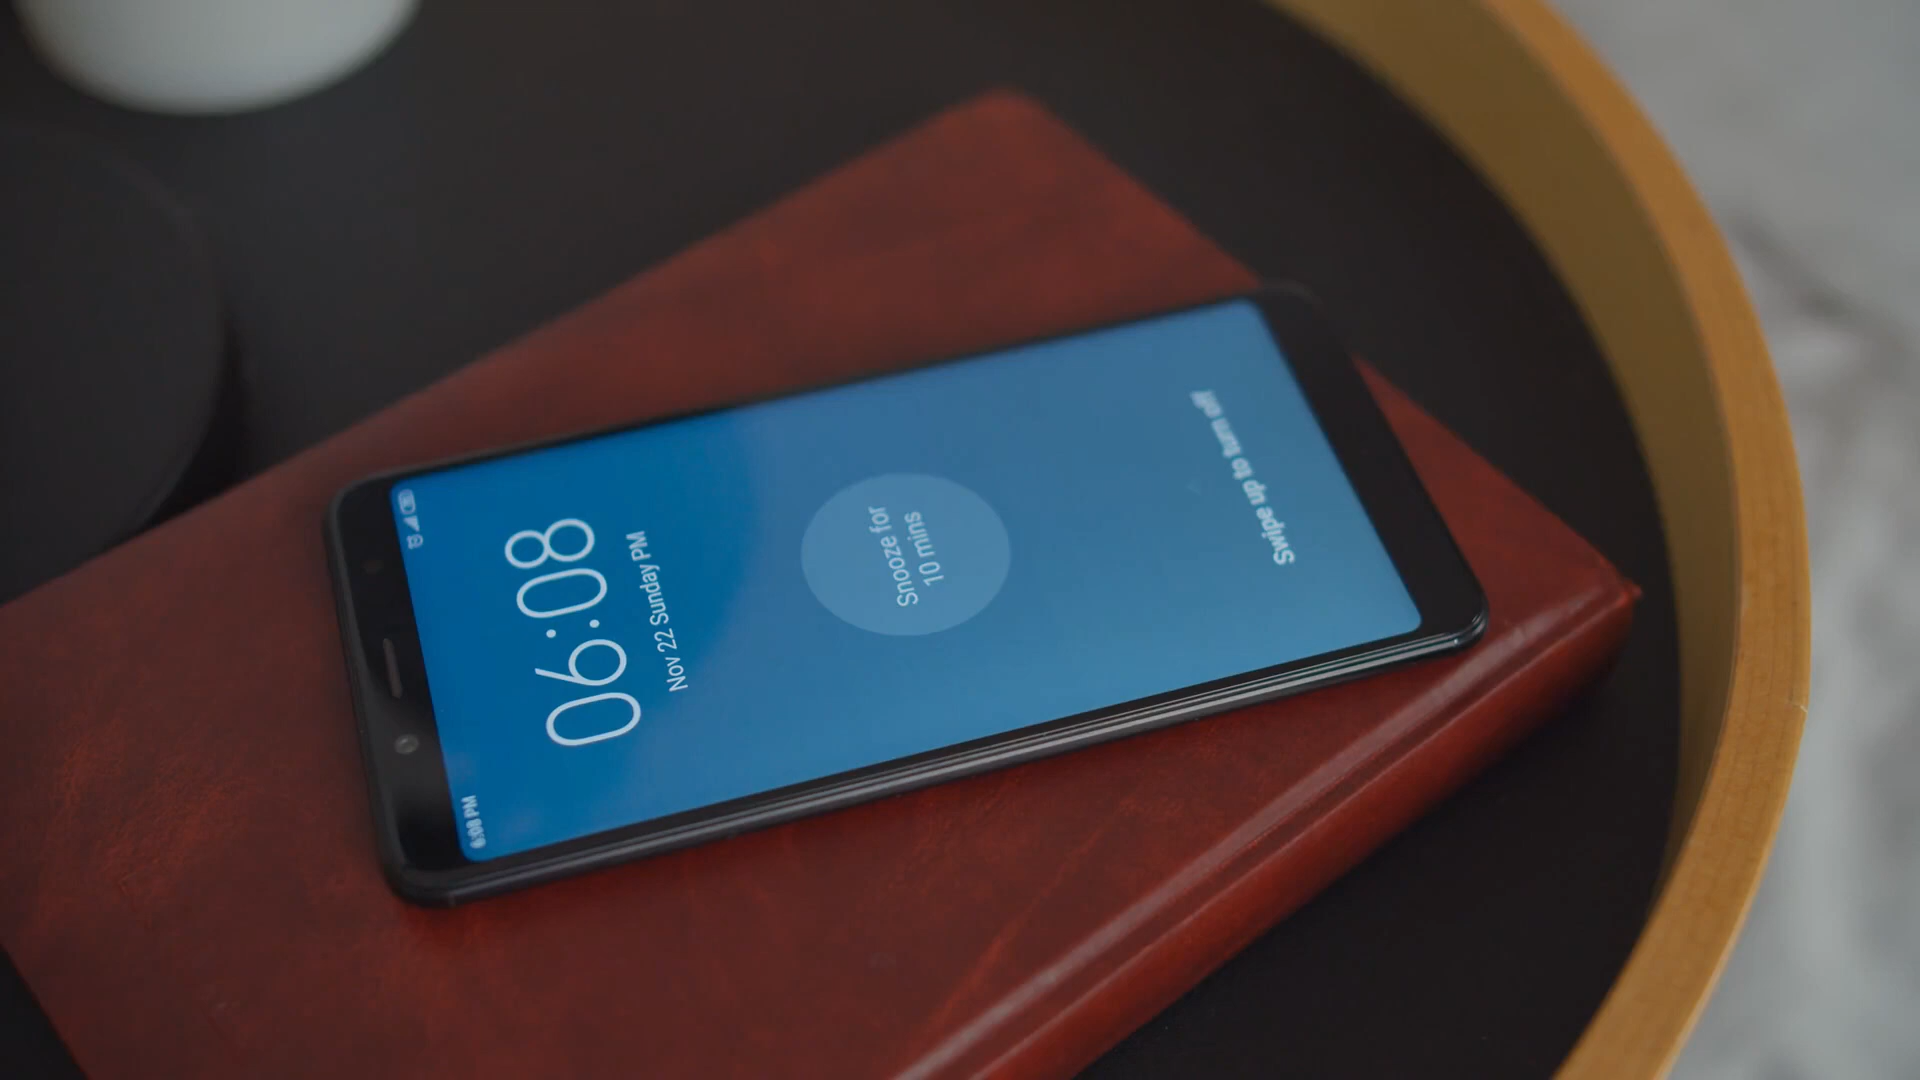 6:08 PM
06:08
Nov 22 Sunday PM
Snooze for
10 mins
Swipe up to turn off